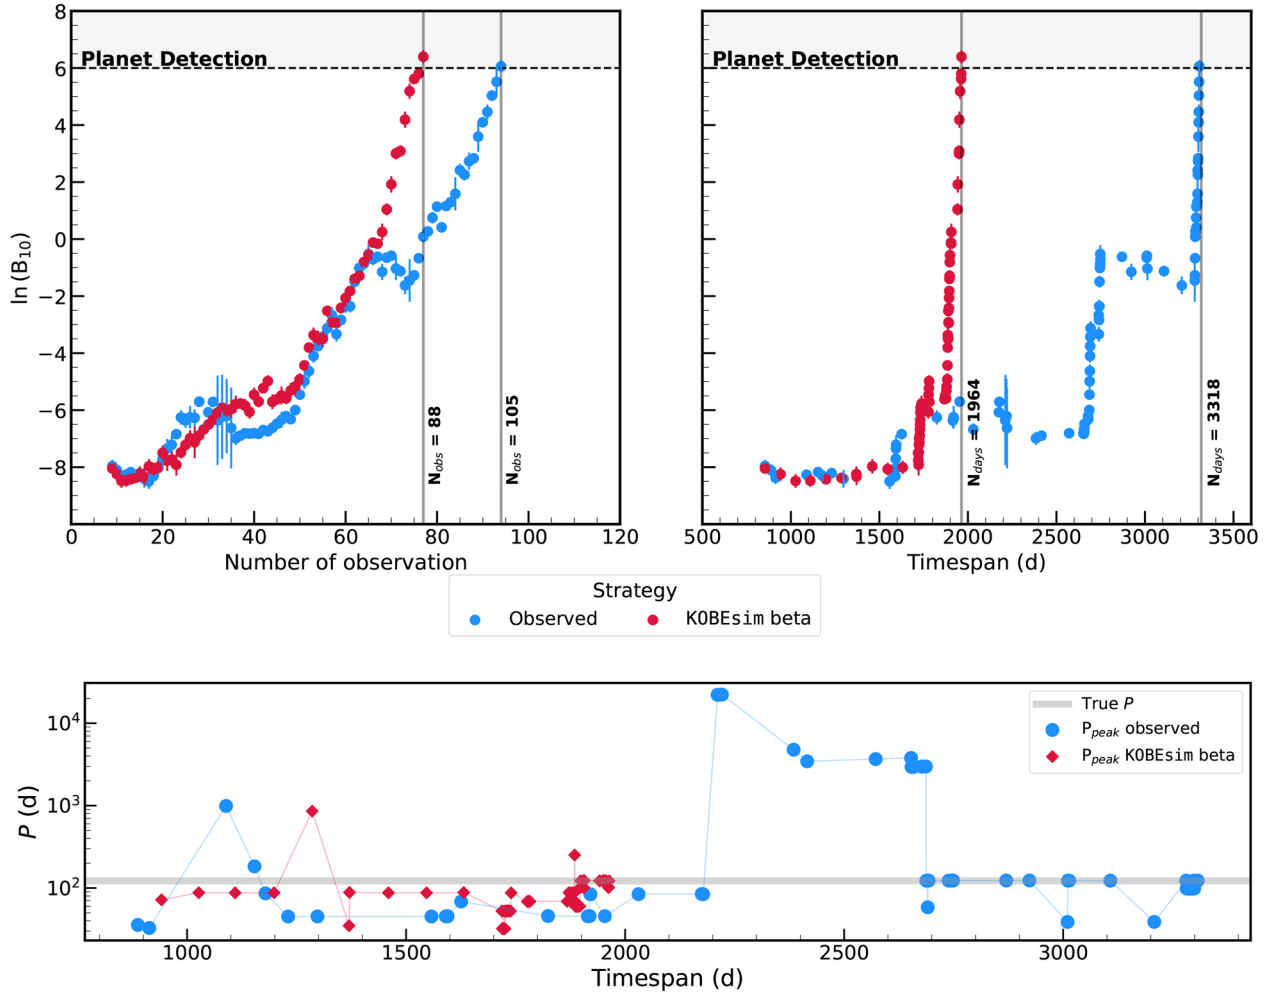 8
6
4
2
0
−2
−4
−6
−8
ln (B10)
Planet Detection
Nobs = 88
Nobs = 105
0 20 40 60 80 100 120
Number of observation
Planet Detection
Ndays = 1964
Ndays = 3318
500 1000 1500 2000 2500 3000 3500
Timespan (d)
Strategy
Observed KOBEsim beta
10^4
10^3
10^2
P (d)
True P
Ppeak observed
Ppeak KOBEsim beta
1000 1500 2000 2500 3000
Timespan (d)